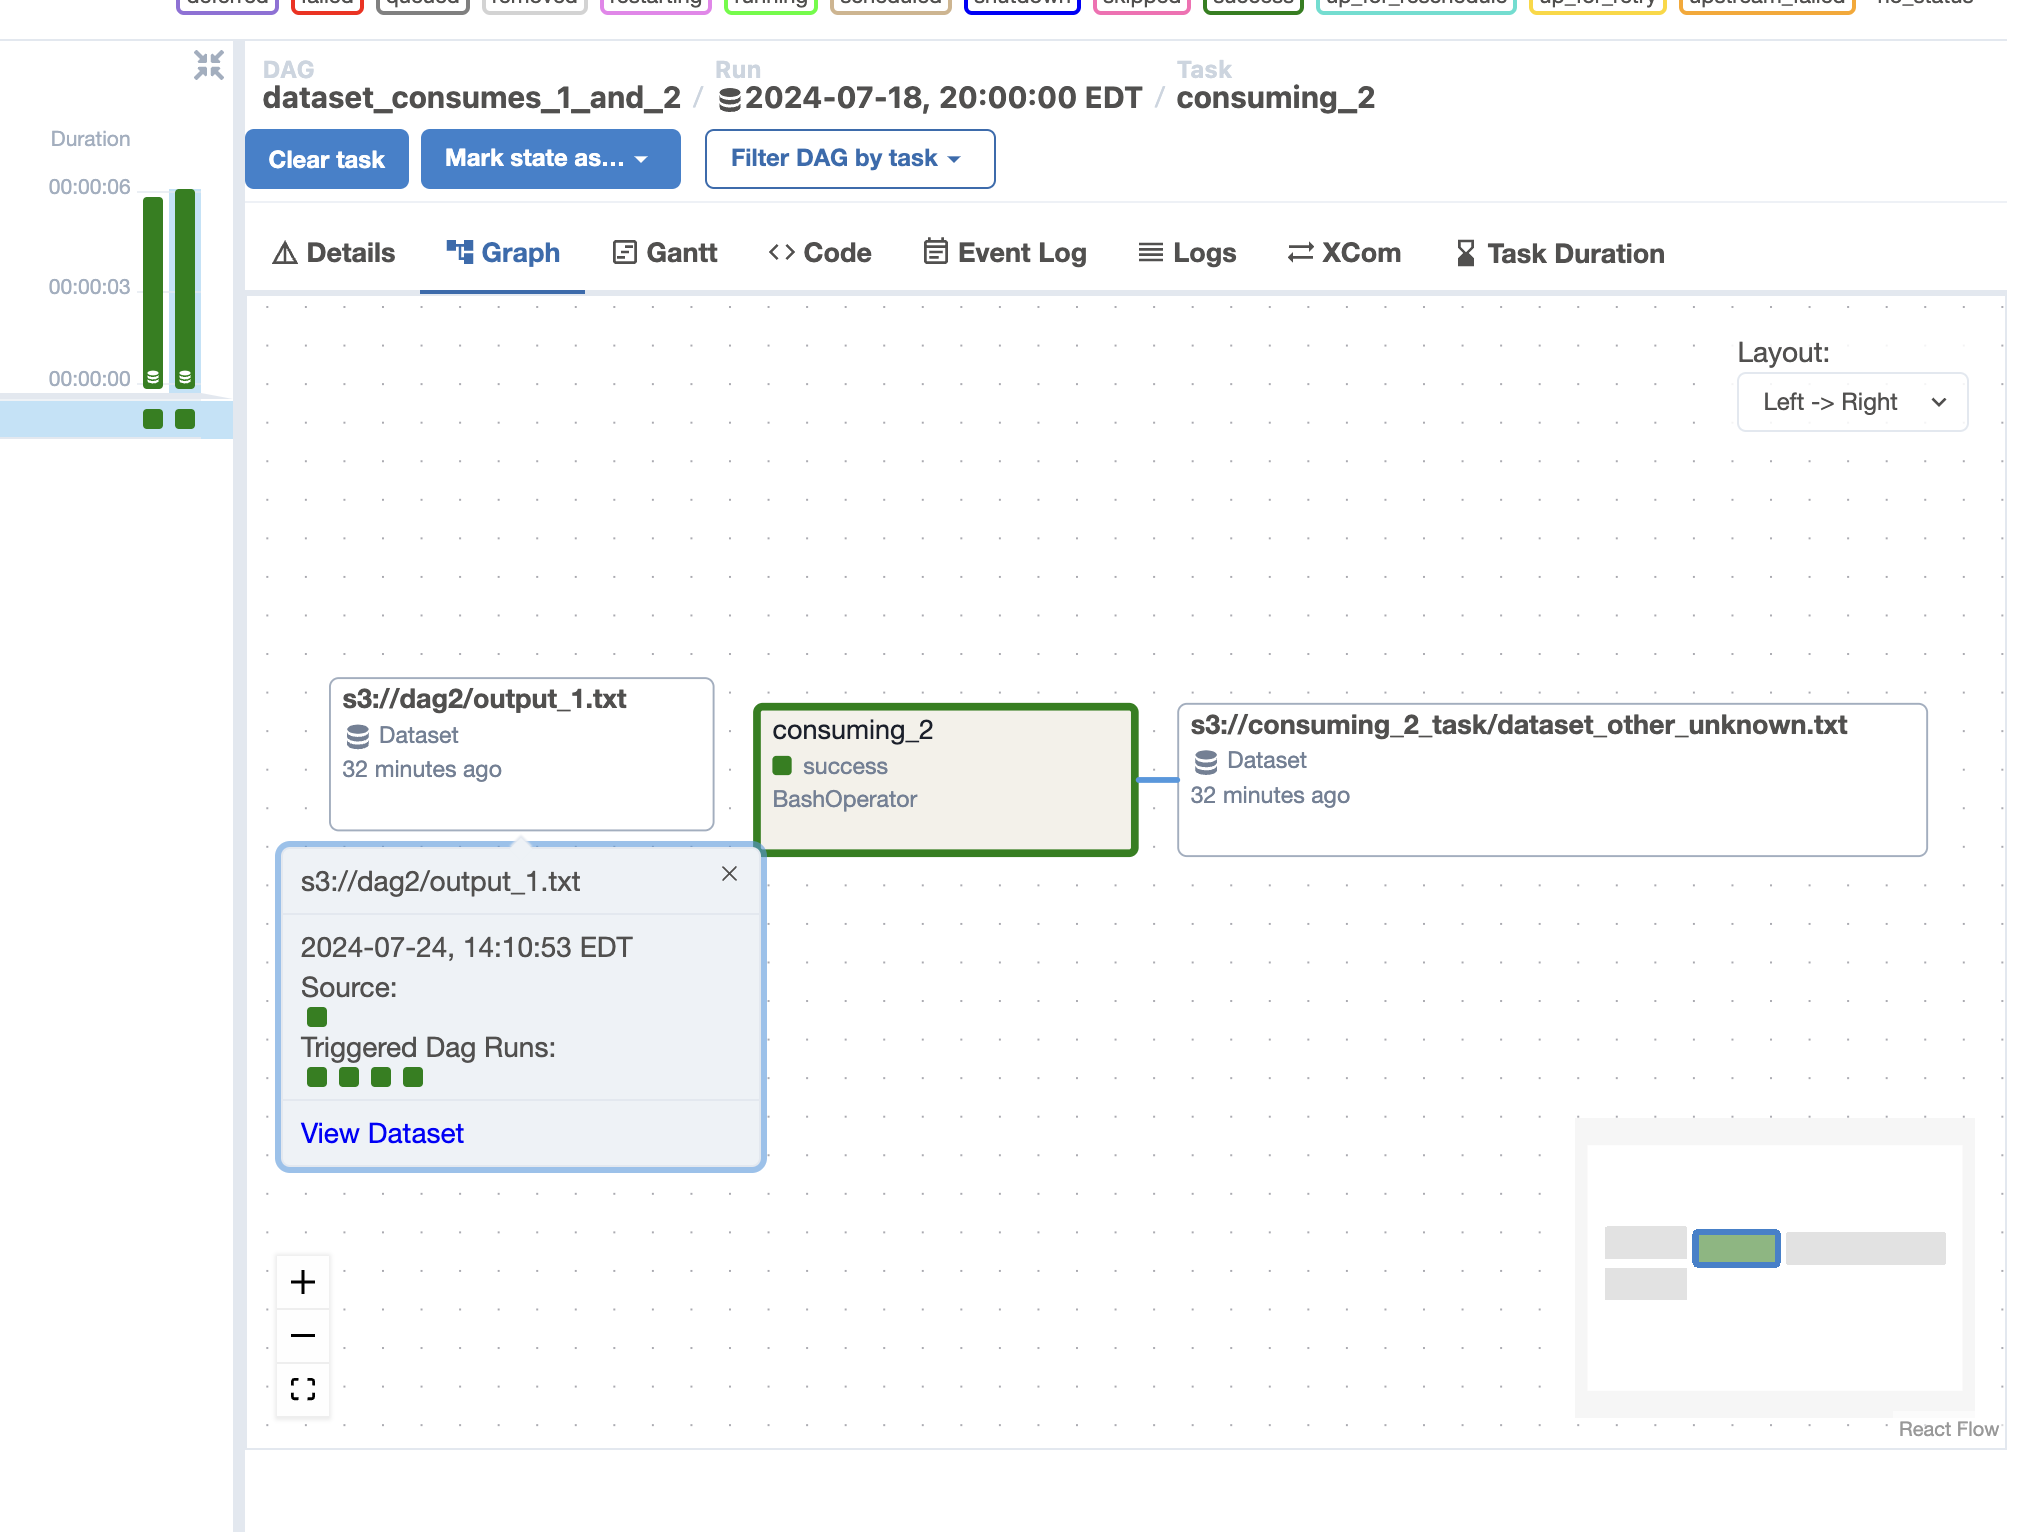 deferred failed queued removed restarting running scheduled shutdown skipped success up_for_reschedule up_for_retry upstream_failed no_status
DAG
dataset_consumes_1_and_2
/
Run
2024-07-18, 20:00:00 EDT
/
Task
consuming_2
Duration
00:00:06
00:00:03
00:00:00
Clear task
Mark state as...
Filter DAG by task
Details
Graph
Gantt
Code
Event Log
Logs
XCom
Task Duration
Layout:
Left -> Right
s3://dag2/output_1.txt
Dataset
32 minutes ago
consuming_2
success
BashOperator
s3://consuming_2_task/dataset_other_unknown.txt
Dataset
32 minutes ago
s3://dag2/output_1.txt
2024-07-24, 14:10:53 EDT
Source:
Triggered Dag Runs:
View Dataset
React Flow